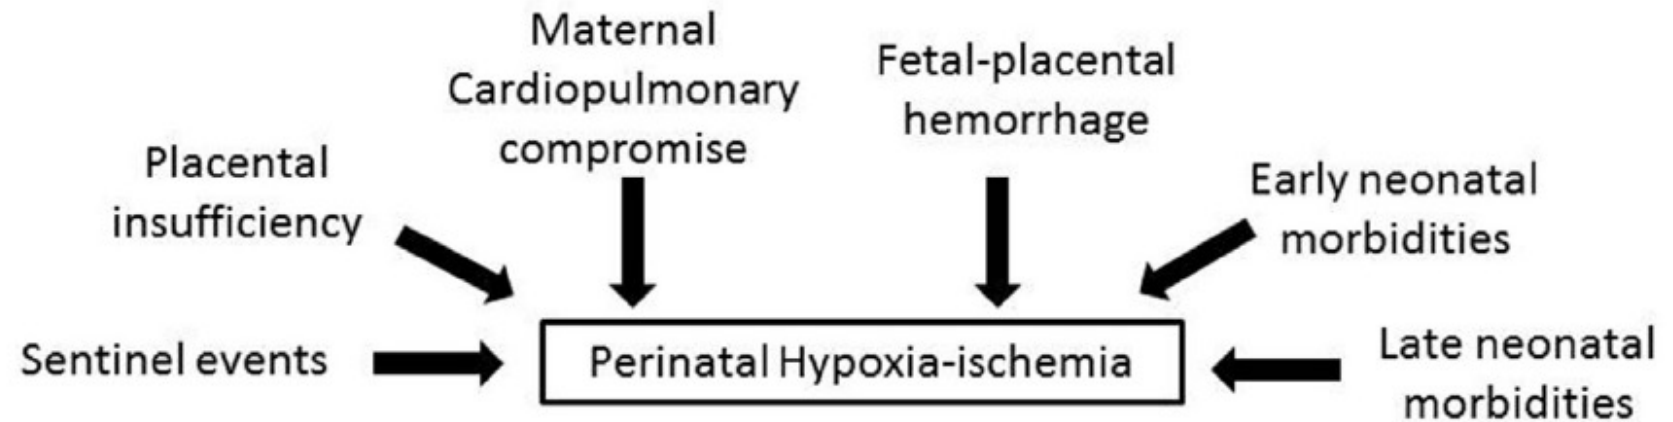 Maternal
Cardiopulmonary
compromise
Fetal-placental
hemorrhage
Placental
insufficiency
Early neonatal
morbidities
Sentinel events
Perinatal Hypoxia-ischemia
Late neonatal
morbidities